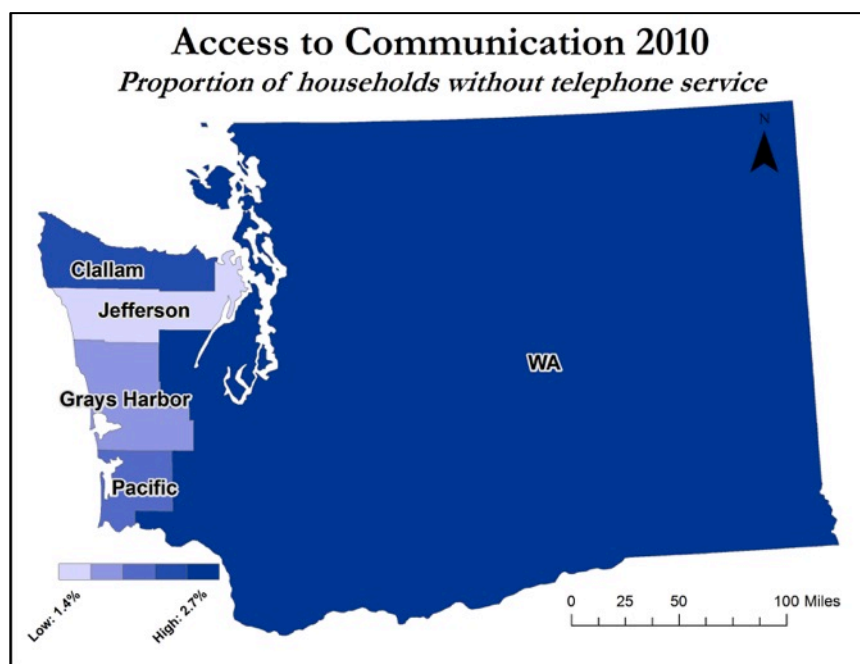 Access to Communication 2010
Proportion of households without telephone service
N
Clallam
Jefferson
WA
Grays Harbor
Pacific
Low: 1.4%
High: 2.7%
0 25 50 100 Miles